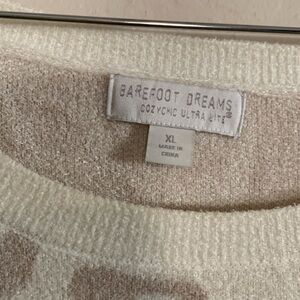 BAREFOOT DREAMS
COZYCHIC ULTRA LITE®
XL
MADE IN
CHINA